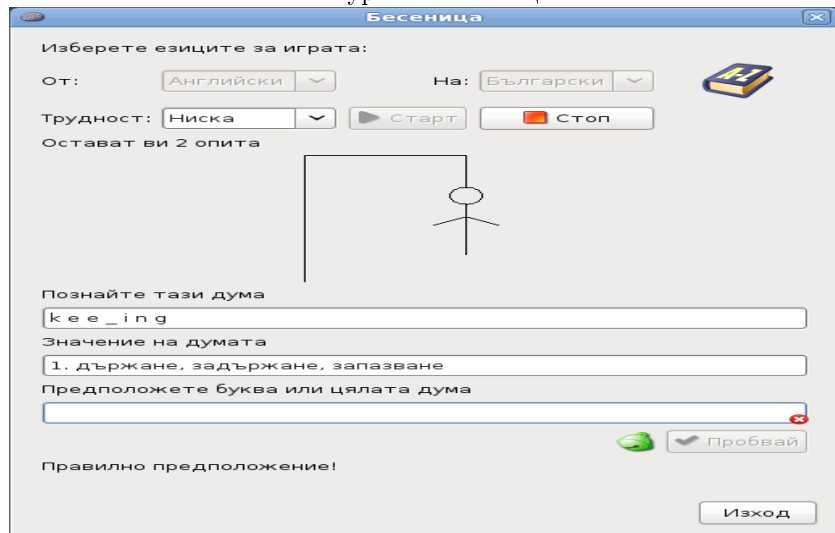 Бесеница
Изберете езиците за играта:
От: Английски На: Български A-Z
Трудност: Ниска Старт Стоп
Остават ви 2 опита
Познайте тази дума
k e e _ i n g
Значение на думата
1. държане, задържане, запазване
Предположете буква или цялата дума
Пробвай
Правилно предположение!
Изход